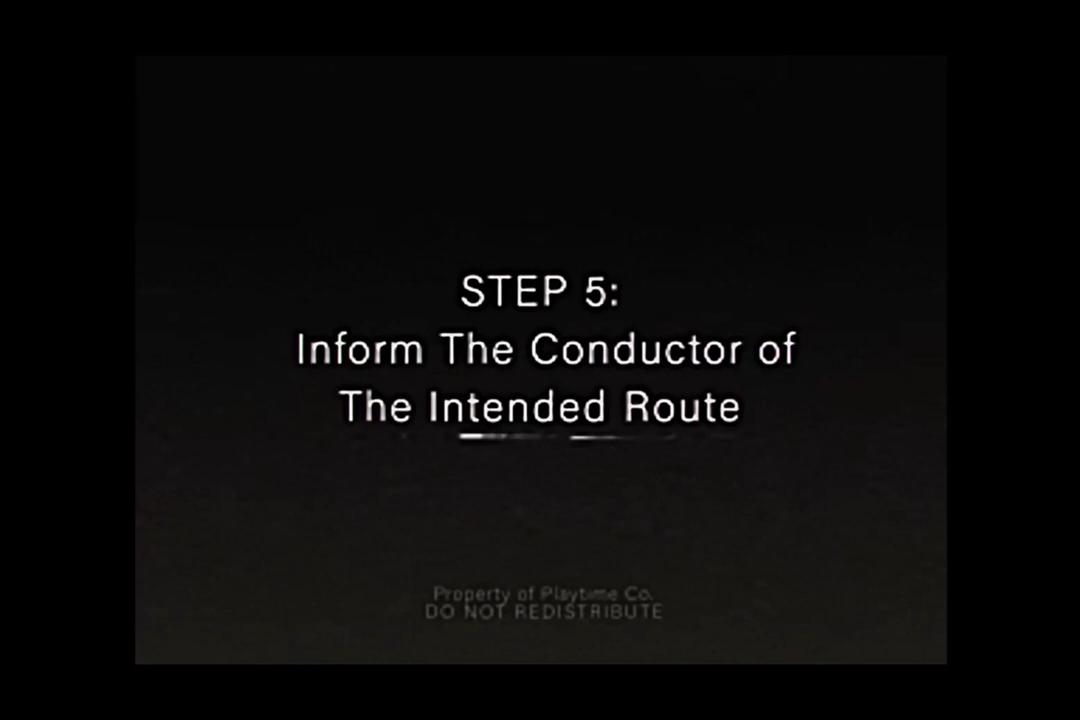 STEP 5:
Inform The Conductor of
The Intended Route
Property of Playtime Co.
DO NOT REDISTRIBUTE